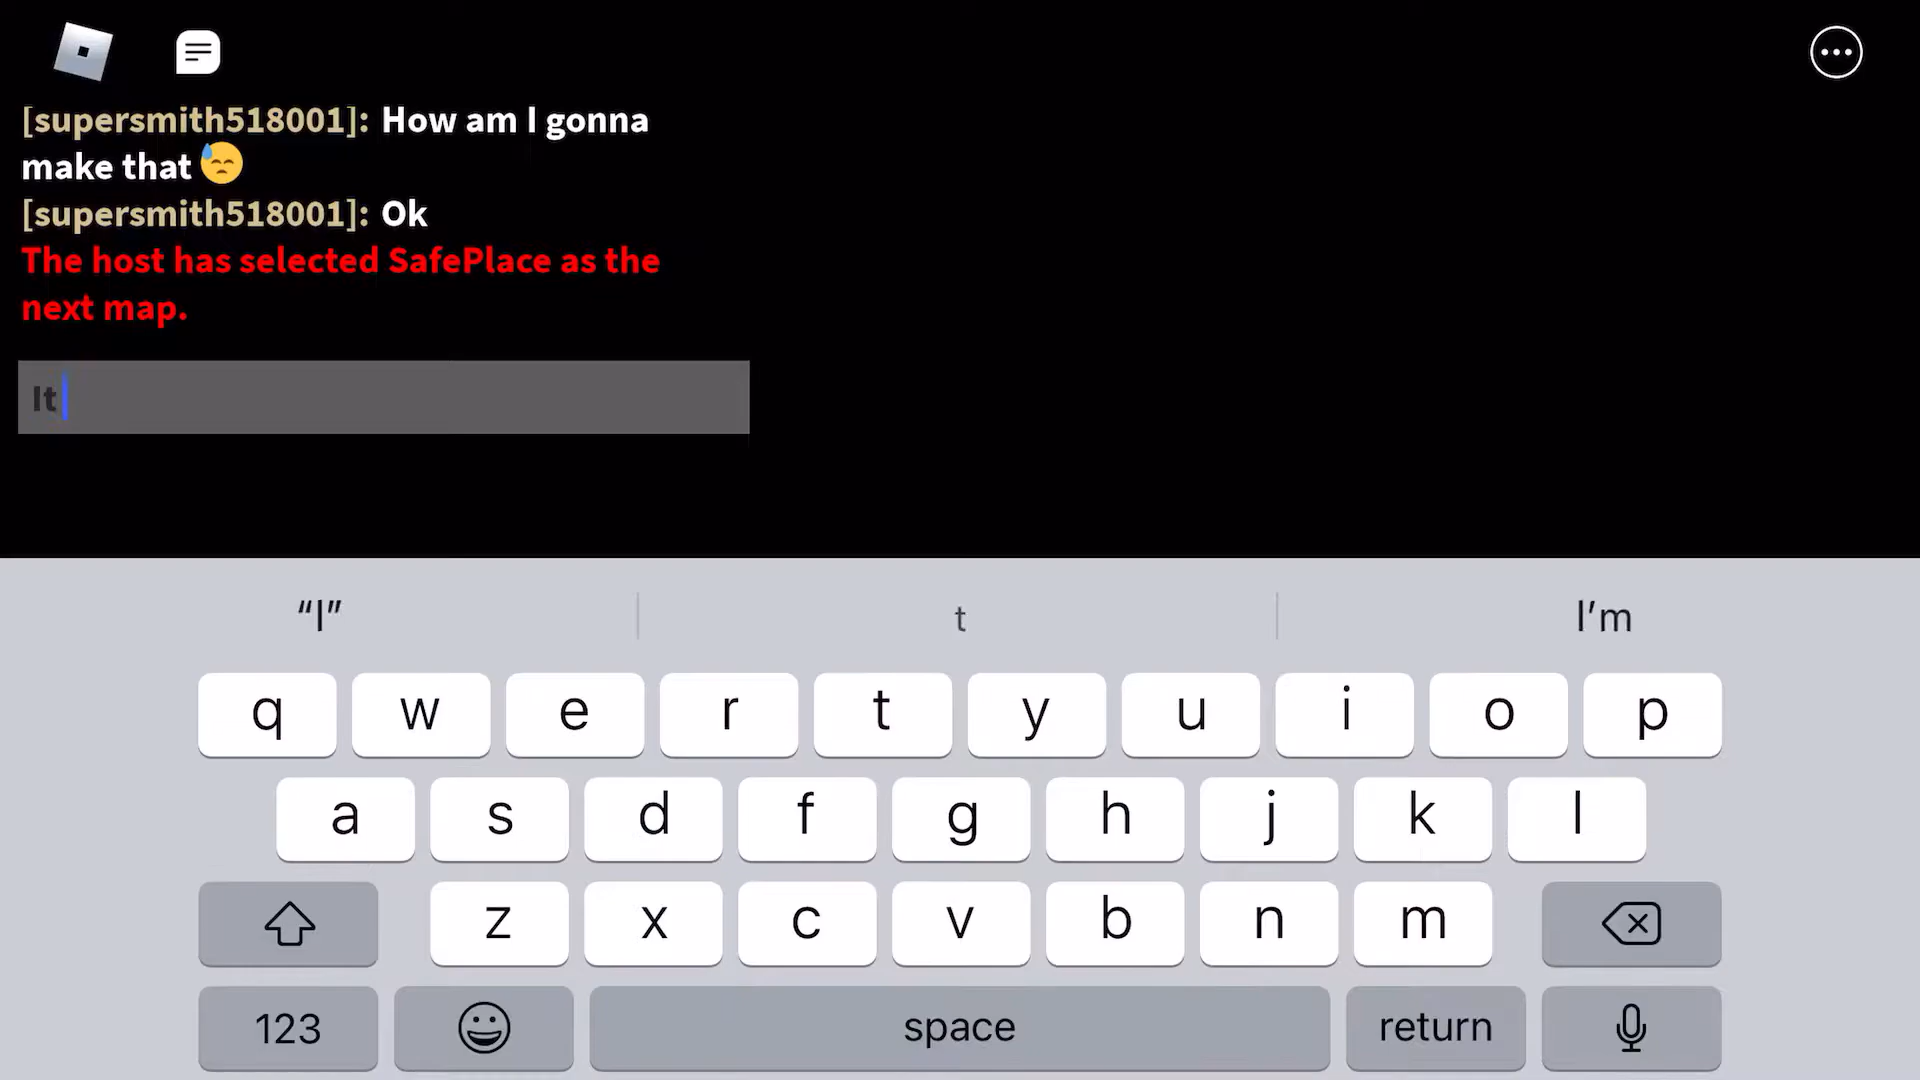 [supersmith518001]: How am I gonna
make that 😓
[supersmith518001]: Ok
The host has selected SafePlace as the
next map.
It
“I” t I’m
q w e r t y u i o p
a s d f g h j k l
z x c v b n m
123 space return